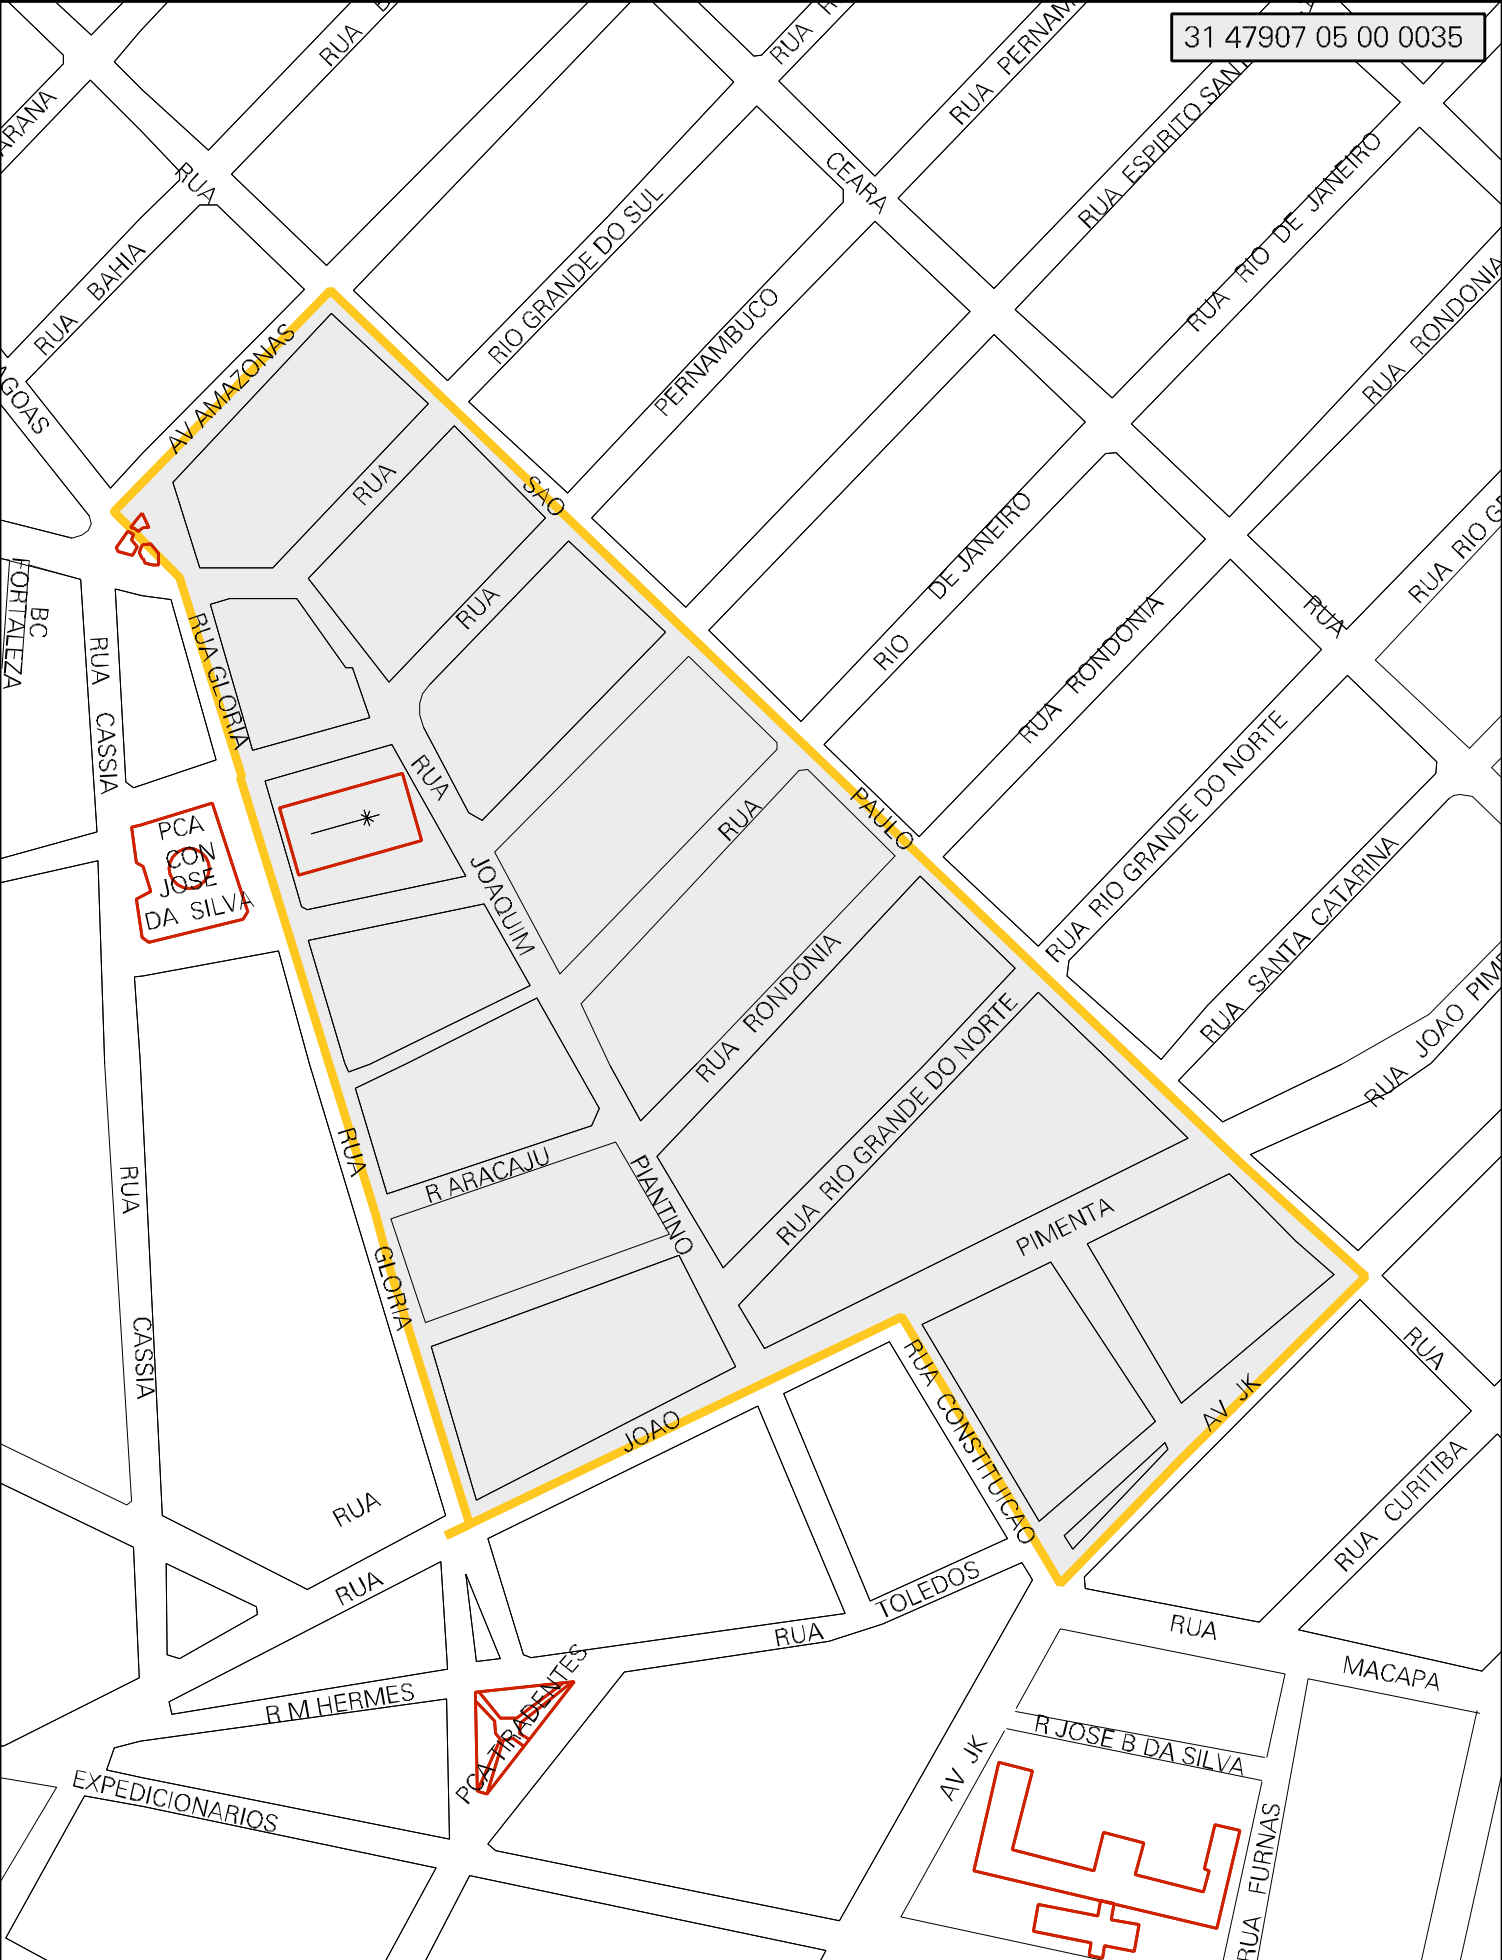 31 47907 05 00 0035
RUA
RUA
RUA PERNAM
ARANA
RUA
CEARA
RUA ESPIRITO SANT
RUA RIO DE JANEIRO
RUA BAHIA
RIO GRANDE DO SUL
PERNAMBUCO
RUA RONDONIA
AGOAS
AV AMAZONAS
RUA
SAO
RIO DE JANEIRO
RUA
RUA RIO G
BC
FORTALEZA
RUA
RUA GLORIA
RUA CASSIA
RUA RONDONIA
RUA RIO GRANDE DO NORTE
RUA
JOAQUIM
PIANTINO
RUA
PAULO
PCA
CON
JOSE
DA SILVA
RUA SANTA CATARINA
RUA JOAO PIME
RUA RONDONIA
RUA RIO GRANDE DO NORTE
RUA
GLORIA
R ARACAJU
RUA
CASSIA
PIMENTA
JOAO
RUA
RUA CONSTITUICAO
AV JK
RUA
RUA CURITIBA
RUA
RUA
TOLEDOS
RUA
MACAPA
R M HERMES
PCA TIRADENTES
R JOSE B DA SILVA
AV JK
EXPEDICIONARIOS
RUA FURNAS